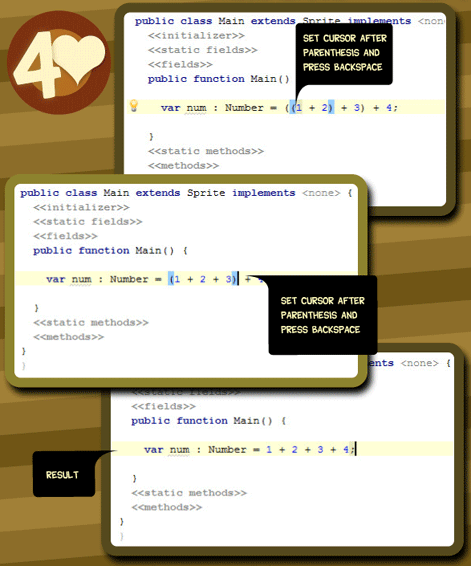 4
public class Main extends Sprite implements <non
<<initializer>>
<<static fields>>
<<fields>>
public function Main()
SET CURSOR AFTER
PARENTHESIS AND
PRESS BACKSPACE
var num : Number = ((1 + 2) + 3) + 4;
}
<<static methods>>
<<methods>>
public class Main extends Sprite implements <none> {
<<initializer>>
<<static fields>>
<<fields>>
public function Main() {
var num : Number = (1 + 2 + 3) +
SET CURSOR AFTER
PARENTHESIS AND
PRESS BACKSPACE
}
<<static methods>>
<<methods>>
}
}
<none> {
<<static fields>>
<<fields>>
public function Main() {
var num : Number = 1 + 2 + 3 + 4;
RESULT
}
<<static methods>>
<<methods>>
}
}